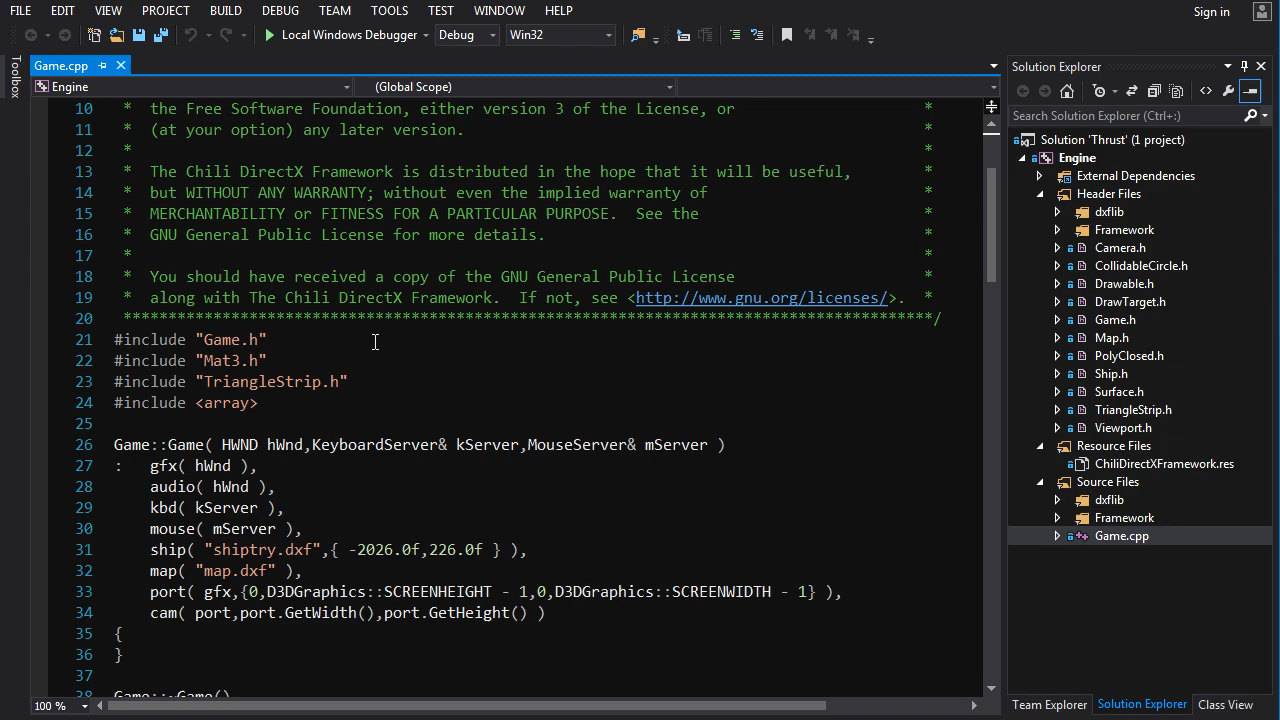 FILE EDIT VIEW PROJECT BUILD DEBUG TEAM TOOLS TEST WINDOW HELP
Sign in
Local Windows Debugger Debug Win32
Toolbox
Game.cpp
Engine (Global Scope)
10 * the Free Software Foundation, either version 3 of the License, or *
11 * (at your option) any later version. *
12 * *
13 * The Chili DirectX Framework is distributed in the hope that it will be useful, *
14 * but WITHOUT ANY WARRANTY; without even the implied warranty of *
15 * MERCHANTABILITY or FITNESS FOR A PARTICULAR PURPOSE. See the *
16 * GNU General Public License for more details. *
17 * *
18 * You should have received a copy of the GNU General Public License *
19 * along with The Chili DirectX Framework. If not, see <http://www.gnu.org/licenses/>. *
20 ******************************************************************************************/
21 #include "Game.h"
22 #include "Mat3.h"
23 #include "TriangleStrip.h"
24 #include <array>
25
26 Game::Game( HWND hWnd,KeyboardServer& kServer,MouseServer& mServer )
27 : gfx( hWnd ),
28 audio( hWnd ),
29 kbd( kServer ),
30 mouse( mServer ),
31 ship( "shiptry.dxf",{ -2026.0f,226.0f } ),
32 map( "map.dxf" ),
33 port( gfx,{0,D3DGraphics::SCREENHEIGHT - 1,0,D3DGraphics::SCREENWIDTH - 1} ),
34 cam( port,port.GetWidth(),port.GetHeight() )
35 {
36 }
37
38 Game::~Game()
100 %
Solution Explorer
Search Solution Explorer (Ctrl+;)
Solution 'Thrust' (1 project)
Engine
External Dependencies
Header Files
dxflib
Framework
Camera.h
CollidableCircle.h
Drawable.h
DrawTarget.h
Game.h
Map.h
PolyClosed.h
Ship.h
Surface.h
TriangleStrip.h
Viewport.h
Resource Files
ChiliDirectXFramework.res
Source Files
dxflib
Framework
Game.cpp
Team Explorer Solution Explorer Class View